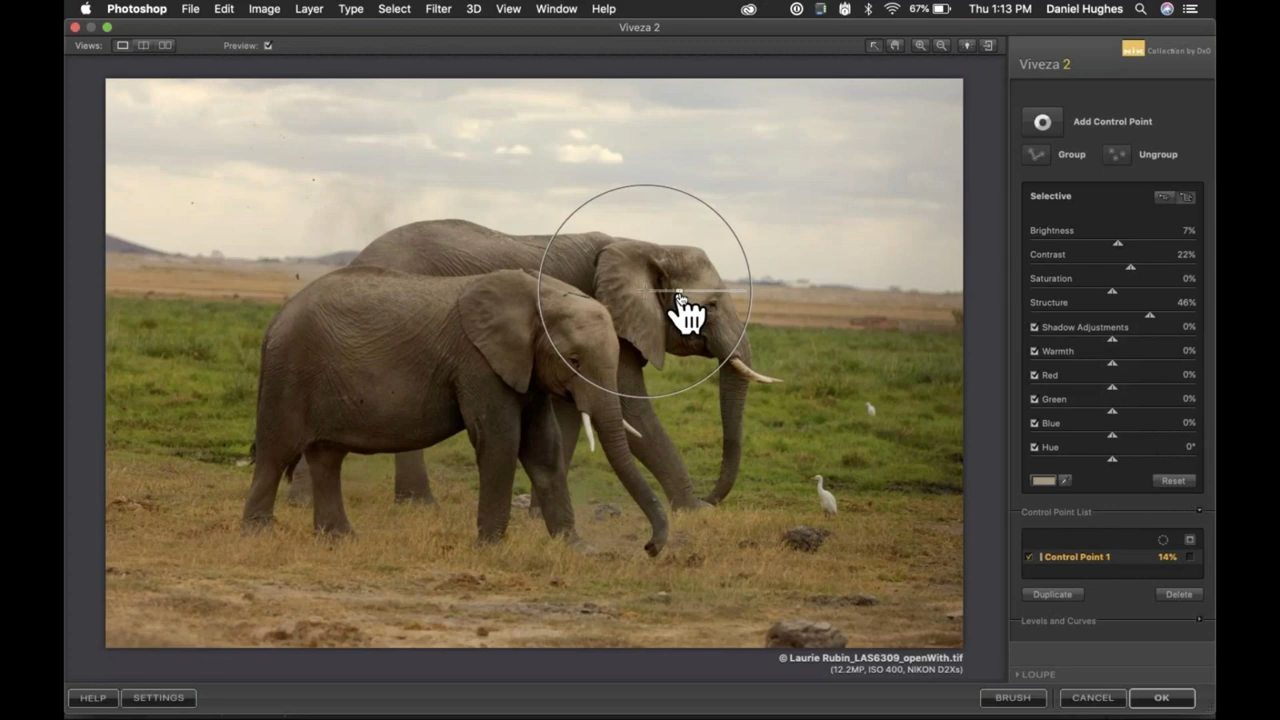 Photoshop File Edit Image Layer Type Select Filter 3D View Window Help 67% Thu 1:13 PM Daniel Hughes
Viveza 2
Views: Preview:
Collection by DxO
Viveza 2
Add Control Point
Group Ungroup
Selective
Brightness 7%
Contrast 22%
Saturation 0%
Structure 46%
Shadow Adjustments 0%
Warmth 0%
Red 0%
Green 0%
Blue 0%
Hue 0°
Reset
Control Point List
Control Point 1 14%
Duplicate Delete
Levels and Curves
© Laurie Rubin_LAS6309_openWith.tif
(12.2MP, ISO 400, NIKON D2Xs)
LOUPE
HELP SETTINGS BRUSH CANCEL OK